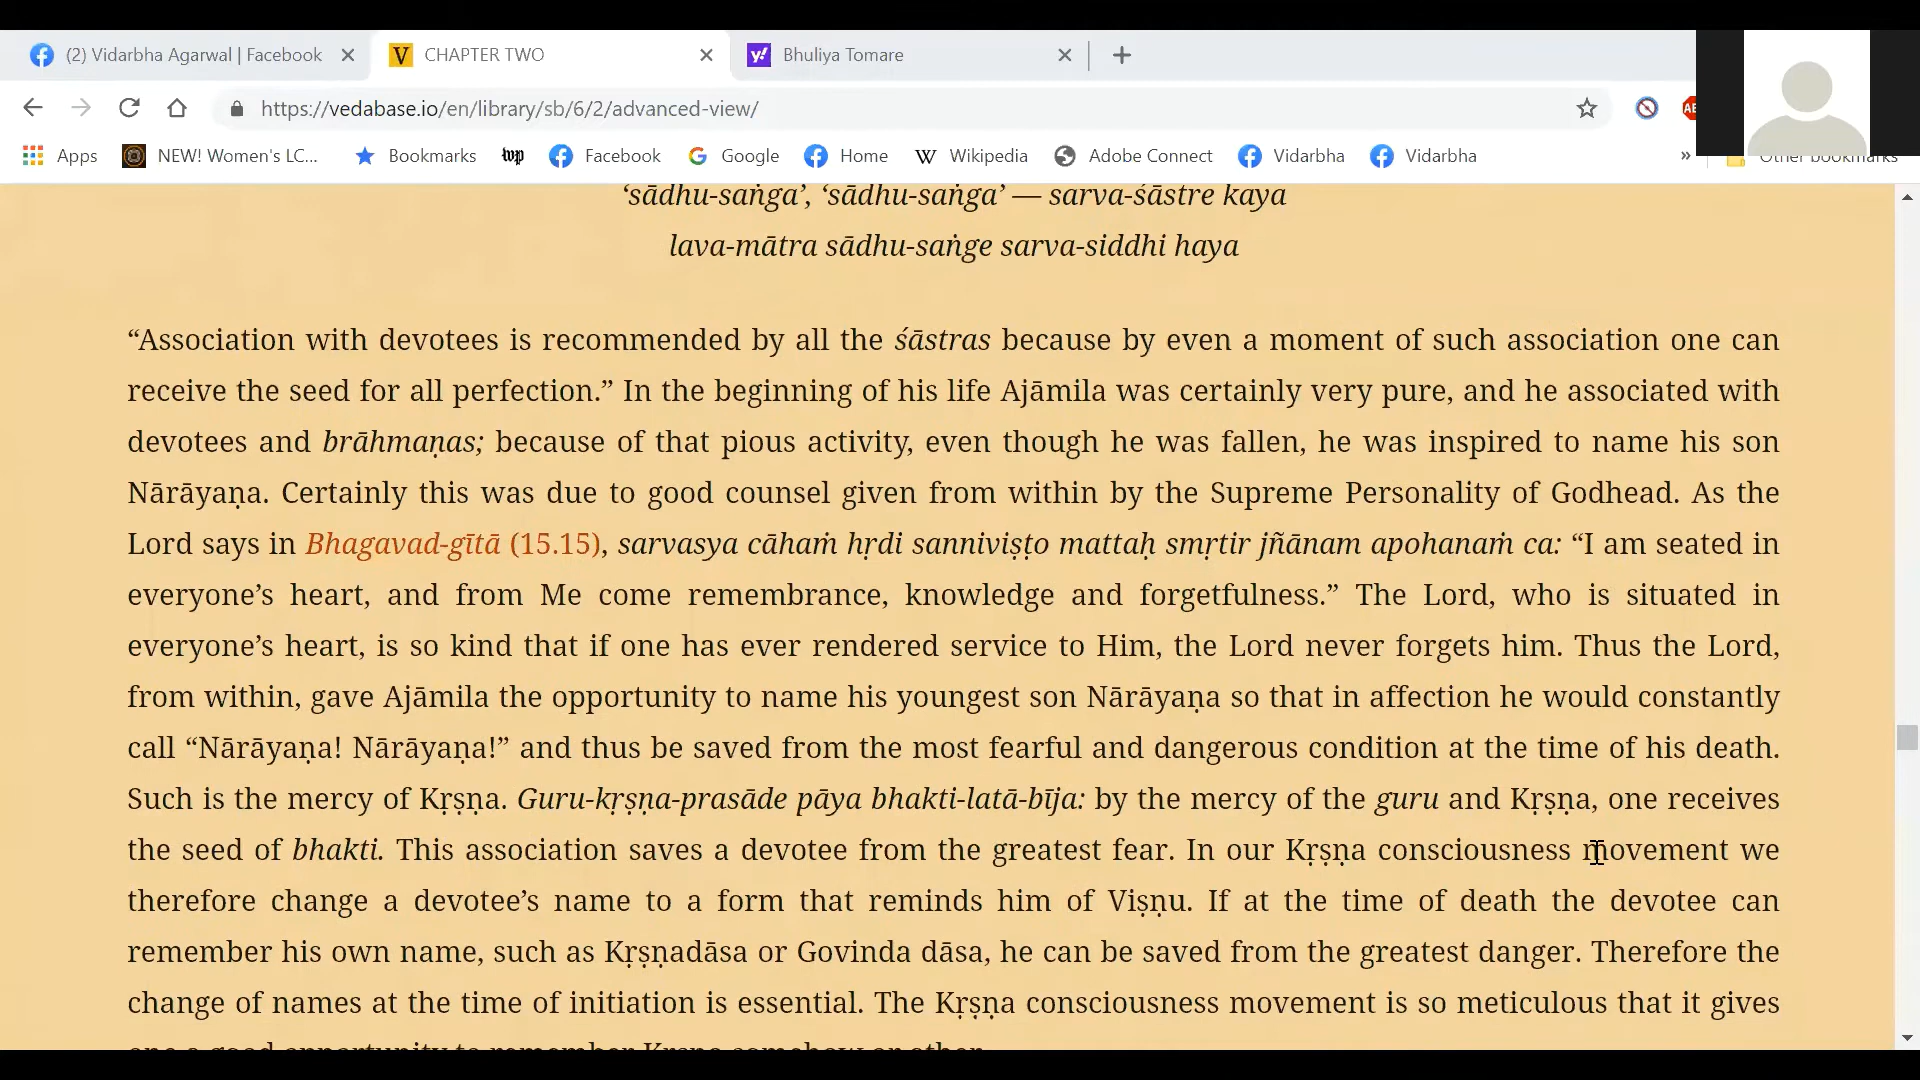 (2) Vidarbha Agarwal | Facebook
CHAPTER TWO
Bhuliya Tomare
https://vedabase.io/en/library/sb/6/2/advanced-view/
Apps
NEW! Women's LC...
Bookmarks
wp
Facebook
Google
Home
W Wikipedia
Adobe Connect
Vidarbha
Vidarbha
»
Other bookmarks
‘sādhu-saṅga’, ‘sādhu-saṅga’ — sarva-śāstre kaya
lava-mātra sādhu-saṅge sarva-siddhi haya
“Association with devotees is recommended by all the śāstras because by even a moment of such association one can
receive the seed for all perfection.” In the beginning of his life Ajāmila was certainly very pure, and he associated with
devotees and brāhmaṇas; because of that pious activity, even though he was fallen, he was inspired to name his son
Nārāyaṇa. Certainly this was due to good counsel given from within by the Supreme Personality of Godhead. As the
Lord says in Bhagavad-gītā (15.15), sarvasya cāhaṁ hṛdi sanniviṣṭo mattaḥ smṛtir jñānam apohanaṁ ca: “I am seated in
everyone’s heart, and from Me come remembrance, knowledge and forgetfulness.” The Lord, who is situated in
everyone’s heart, is so kind that if one has ever rendered service to Him, the Lord never forgets him. Thus the Lord,
from within, gave Ajāmila the opportunity to name his youngest son Nārāyaṇa so that in affection he would constantly
call “Nārāyaṇa! Nārāyaṇa!” and thus be saved from the most fearful and dangerous condition at the time of his death.
Such is the mercy of Kṛṣṇa. Guru-kṛṣṇa-prasāde pāya bhakti-latā-bīja: by the mercy of the guru and Kṛṣṇa, one receives
the seed of bhakti. This association saves a devotee from the greatest fear. In our Kṛṣṇa consciousness movement we
therefore change a devotee’s name to a form that reminds him of Viṣṇu. If at the time of death the devotee can
remember his own name, such as Kṛṣṇadāsa or Govinda dāsa, he can be saved from the greatest danger. Therefore the
change of names at the time of initiation is essential. The Kṛṣṇa consciousness movement is so meticulous that it gives
one a good opportunity to remember Kṛṣṇa somehow or other.